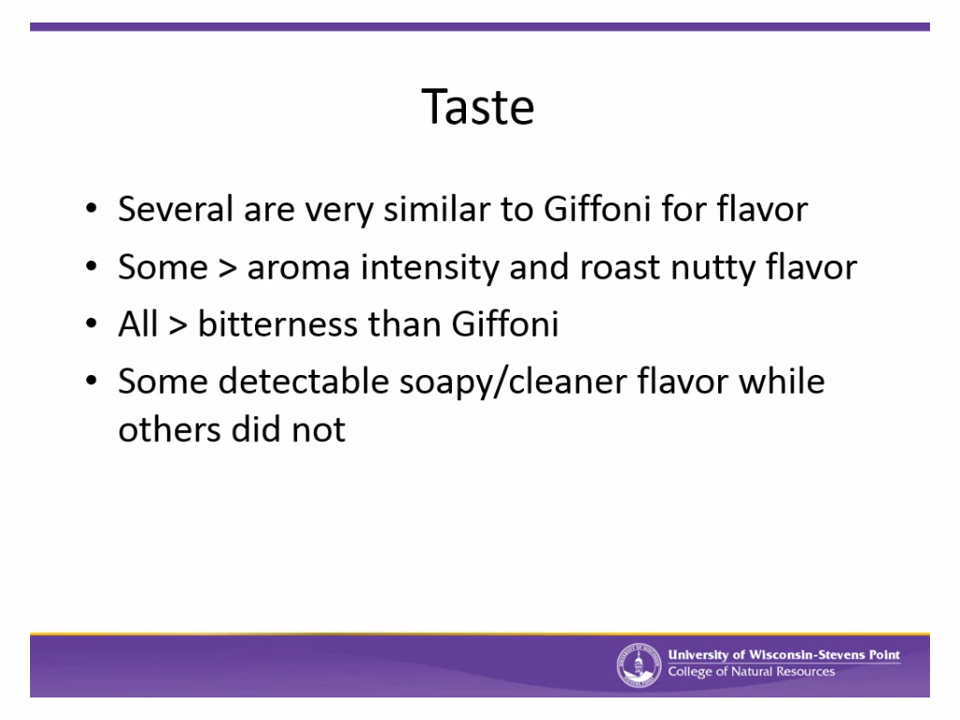 Taste
• Several are very similar to Giffoni for flavor
• Some > aroma intensity and roast nutty flavor
• All > bitterness than Giffoni
• Some detectable soapy/cleaner flavor while
others did not
University of Wisconsin-Stevens Point
College of Natural Resources